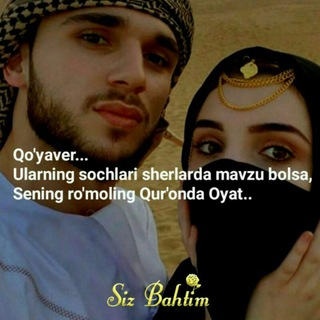 Qo'yaver...
Ularning sochlari sherlarda mavzu bolsa,
Sening ro'moling Qur'onda Oyat..
Siz Bahtim